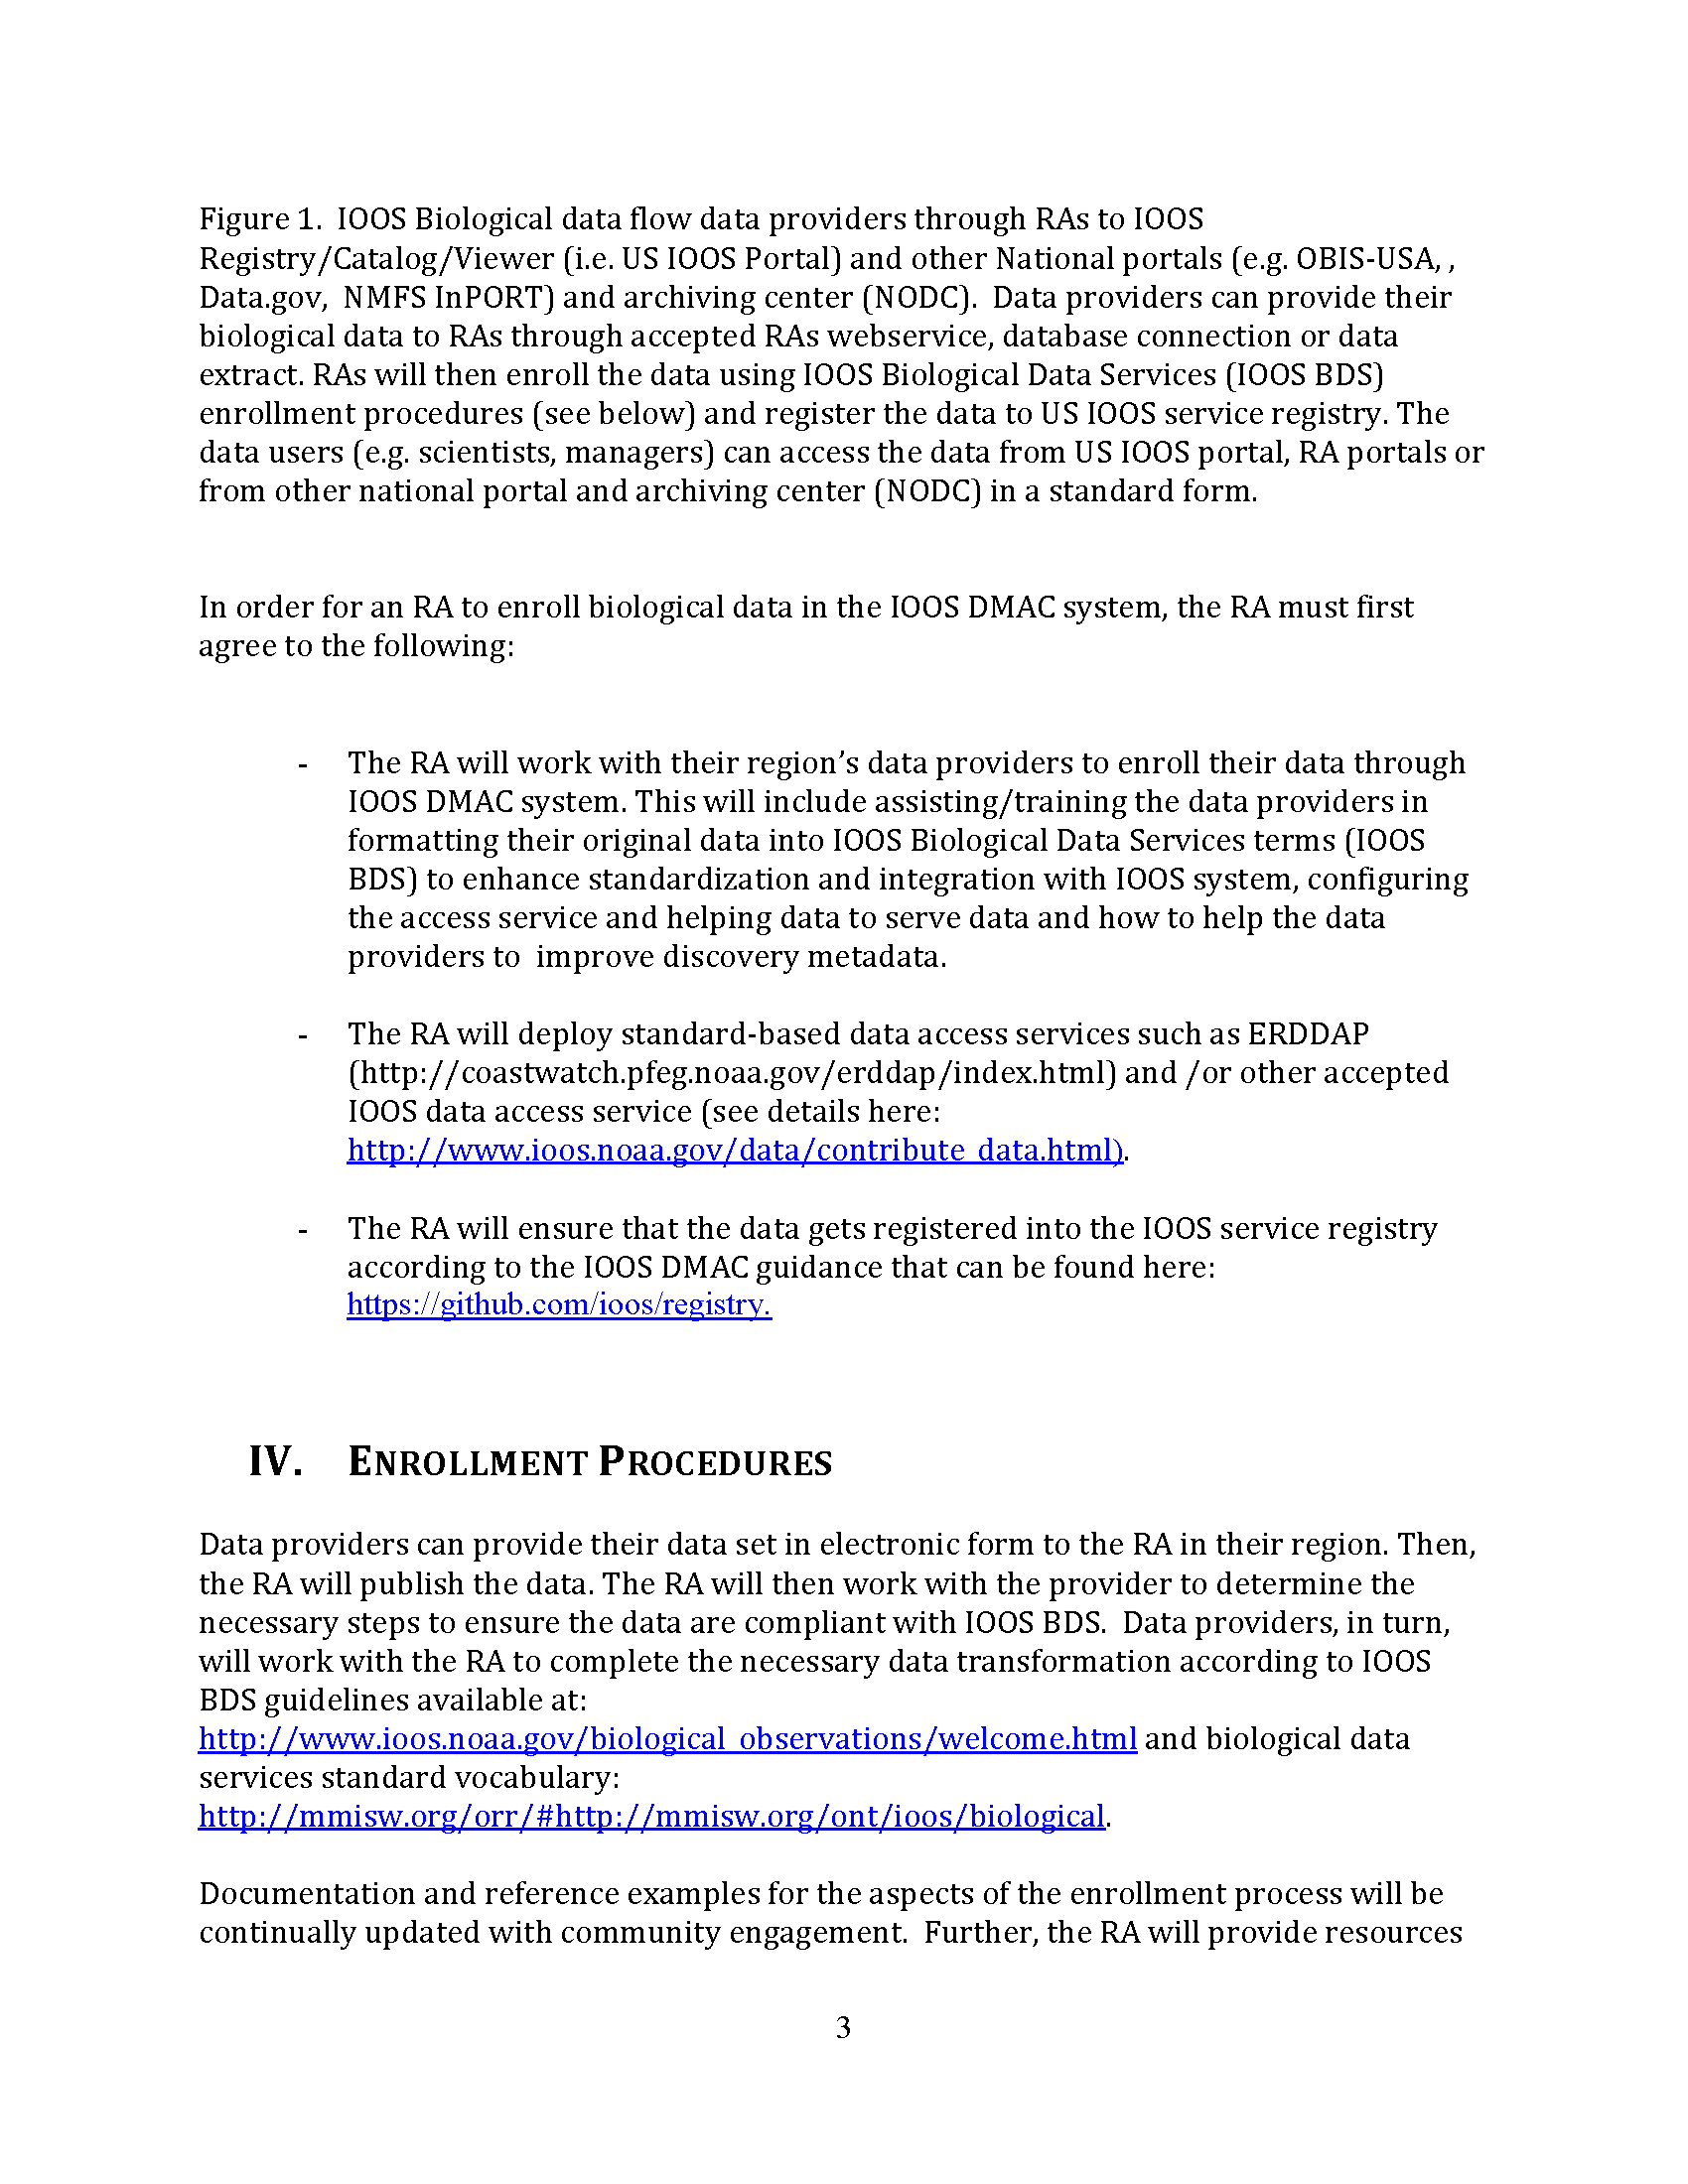 Figure 1.  IOOS Biological data flow data providers through RAs to IOOS
Registry/Catalog/Viewer (i.e. US IOOS Portal) and other National portals (e.g. OBIS-USA, ,
Data.gov,  NMFS InPORT) and archiving center (NODC).  Data providers can provide their
biological data to RAs through accepted RAs webservice, database connection or data
extract. RAs will then enroll the data using IOOS Biological Data Services (IOOS BDS)
enrollment procedures (see below) and register the data to US IOOS service registry. The
data users (e.g. scientists, managers) can access the data from US IOOS portal, RA portals or
from other national portal and archiving center (NODC) in a standard form.
In order for an RA to enroll biological data in the IOOS DMAC system, the RA must first
agree to the following:
- The RA will work with their region’s data providers to enroll their data through
IOOS DMAC system. This will include assisting/training the data providers in
formatting their original data into IOOS Biological Data Services terms (IOOS
BDS) to enhance standardization and integration with IOOS system, configuring
the access service and helping data to serve data and how to help the data
providers to  improve discovery metadata.
- The RA will deploy standard-based data access services such as ERDDAP
(http://coastwatch.pfeg.noaa.gov/erddap/index.html) and /or other accepted
IOOS data access service (see details here:
http://www.ioos.noaa.gov/data/contribute_data.html).
- The RA will ensure that the data gets registered into the IOOS service registry
according to the IOOS DMAC guidance that can be found here:
https://github.com/ioos/registry.
IV. ENROLLMENT PROCEDURES
Data providers can provide their data set in electronic form to the RA in their region. Then,
the RA will publish the data. The RA will then work with the provider to determine the
necessary steps to ensure the data are compliant with IOOS BDS.  Data providers, in turn,
will work with the RA to complete the necessary data transformation according to IOOS
BDS guidelines available at:
http://www.ioos.noaa.gov/biological_observations/welcome.html and biological data
services standard vocabulary:
http://mmisw.org/orr/#http://mmisw.org/ont/ioos/biological.
Documentation and reference examples for the aspects of the enrollment process will be
continually updated with community engagement.  Further, the RA will provide resources
3